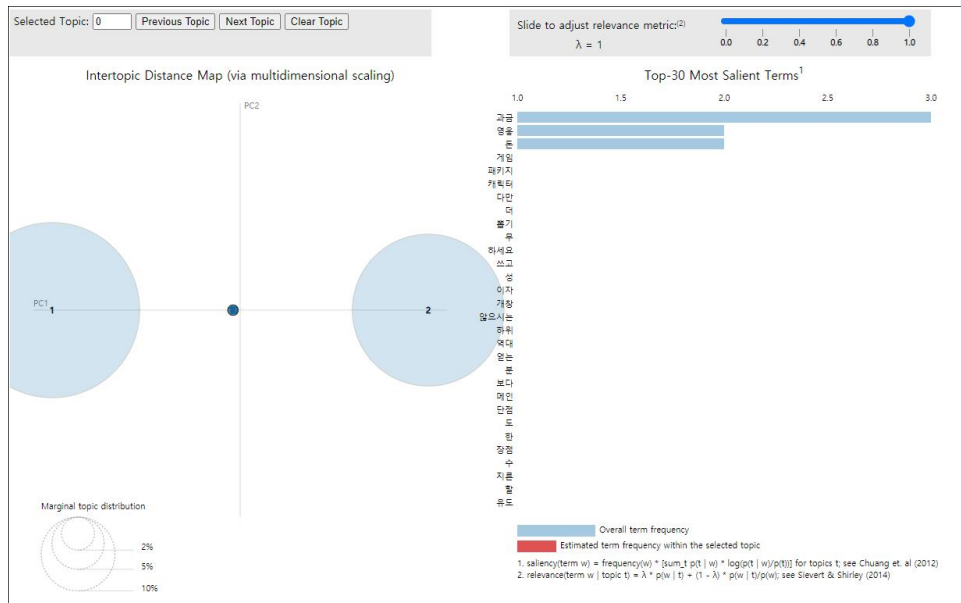 Selected Topic: 0 Previous Topic Next Topic Clear Topic
Slide to adjust relevance metric:(2)
λ = 1
0.0 0.2 0.4 0.6 0.8 1.0
Intertopic Distance Map (via multidimensional scaling)
PC2
PC1
1
2
Marginal topic distribution
2%
5%
10%
Top-30 Most Salient Terms1
1.0 1.5 2.0 2.5 3.0
과금
영웅
돈
게임
패키지
캐릭터
다만
더
뽑기
무
하세요
쓰고
성
이자
개창
않으시는
하위
역대
얻는
분
보다
메인
단점
도
한
장점
수
지른
할
유도
Overall term frequency
Estimated term frequency within the selected topic
1. saliency(term w) = frequency(w) * [sum_t p(t | w) * log(p(t | w)/p(t))] for topics t; see Chuang et. al (2012)
2. relevance(term w | topic t) = λ * p(w | t) + (1 - λ) * p(w | t)/p(w); see Sievert & Shirley (2014)